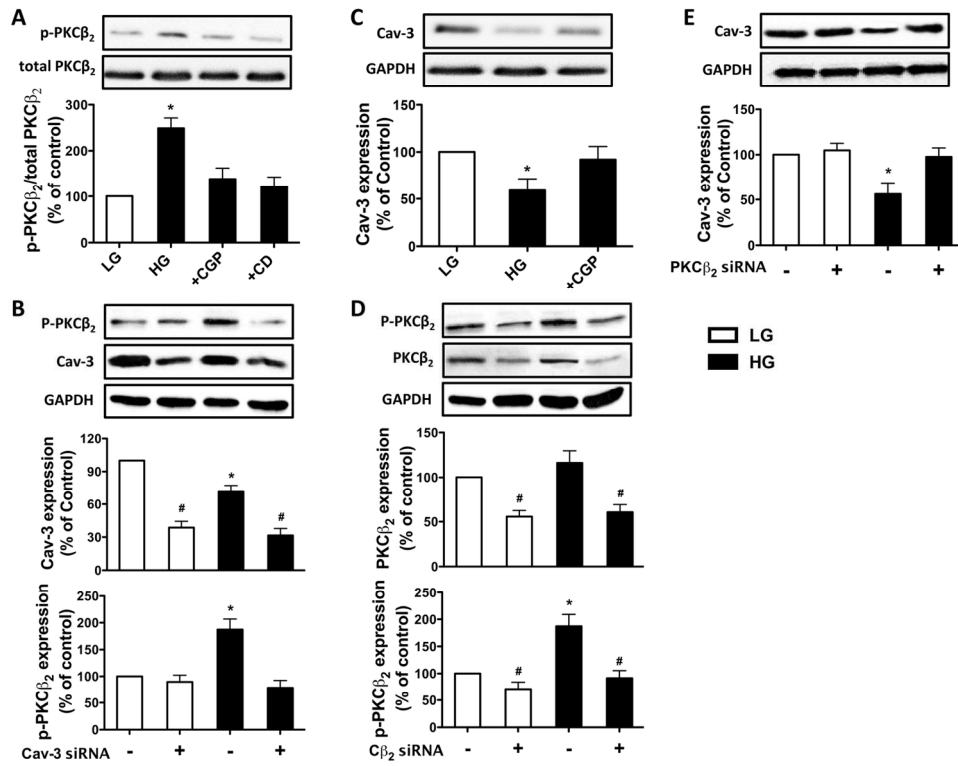 A
p-PKCβ2
total PKCβ2
p-PKCβ2/total PKCβ2
(% of control)
300
200
150
100
0
*
LG
HG
+CGP
+CD
C
Cav-3
GAPDH
Cav-3 expression
(% of Control)
150
100
50
0
*
LG
HG
+CGP
E
Cav-3
GAPDH
Cav-3 expression
(% of Control)
150
100
50
0
*
PKCβ2 siRNA - + - +
LG
HG
B
P-PKCβ2
Cav-3
GAPDH
Cav-3 expression
(% of Control)
120
90
60
30
0
# * #
p-PKCβ2 expression
(% of control)
200
150
100
50
0
*
Cav-3 siRNA - + - +
D
P-PKCβ2
PKCβ2
GAPDH
PKCβ2 expression
(% of Control)
150
100
50
0
# #
p-PKCβ2 expression
(% of control)
250
200
150
100
50
0
# * #
Cβ2 siRNA - + - +